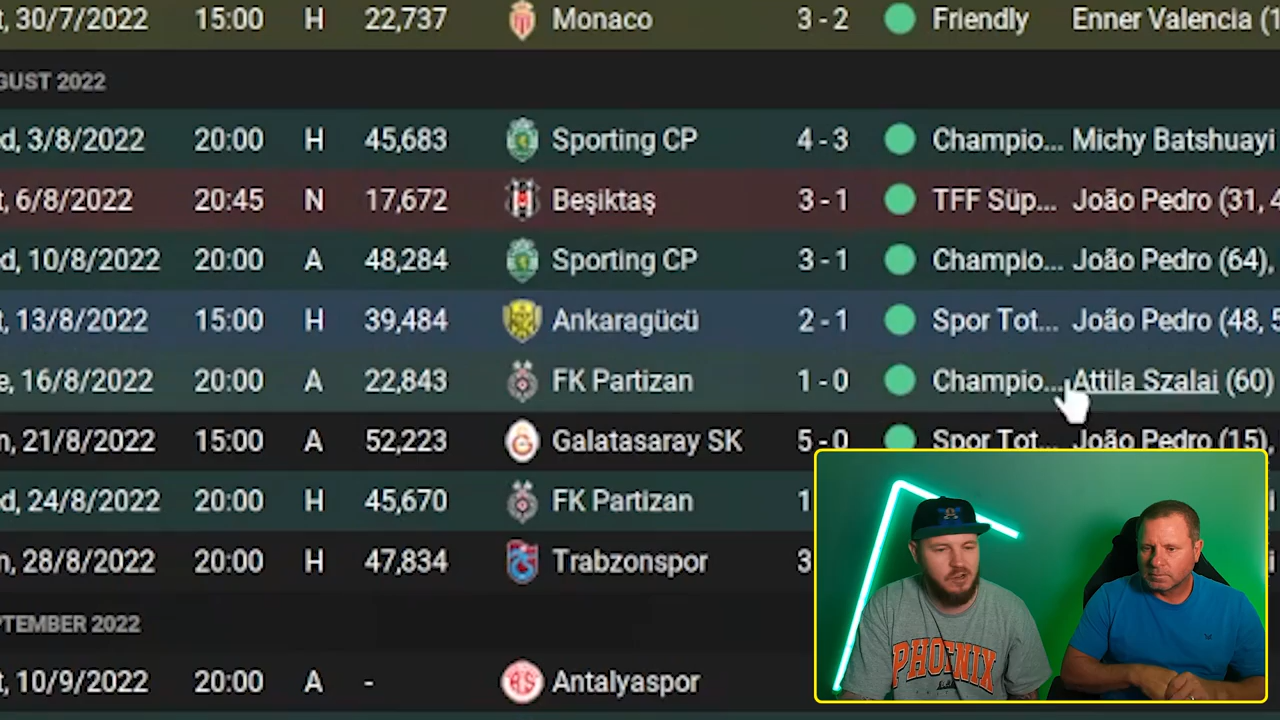 t, 30/7/2022 15:00 H 22,737 Monaco 3 - 2 Friendly Enner Valencia (1
GUST 2022
d, 3/8/2022 20:00 H 45,683 Sporting CP 4 - 3 Champio... Michy Batshuayi
t, 6/8/2022 20:45 N 17,672 Beşiktaş 3 - 1 TFF Süp... João Pedro (31, 4
d, 10/8/2022 20:00 A 48,284 Sporting CP 3 - 1 Champio... João Pedro (64),
t, 13/8/2022 15:00 H 39,484 Ankaragücü 2 - 1 Spor Tot... João Pedro (48, 5
e, 16/8/2022 20:00 A 22,843 FK Partizan 1 - 0 Champio... Attila Szalai (60)
n, 21/8/2022 15:00 A 52,223 Galatasaray SK 5 - 0 Spor Tot... João Pedro (15),
d, 24/8/2022 20:00 H 45,670 FK Partizan 1
n, 28/8/2022 20:00 H 47,834 Trabzonspor 3
PTEMBER 2022
t, 10/9/2022 20:00 A - Antalyaspor
PHOENIX